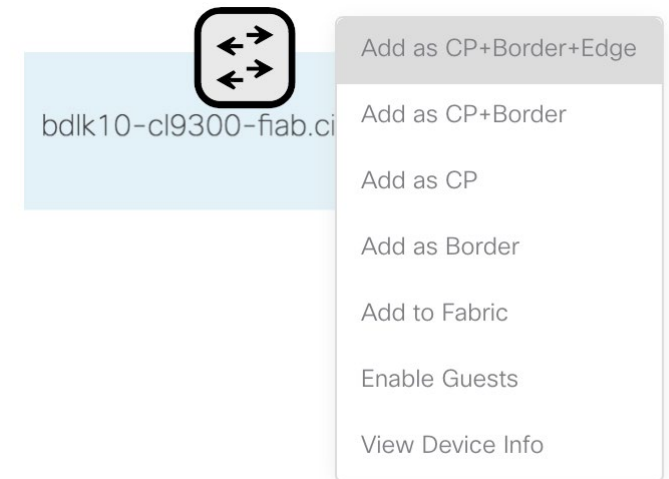 Add as CP+Border+Edge
bdlk10-cl9300-fiab.ci
Add as CP+Border
Add as CP
Add as Border
Add to Fabric
Enable Guests
View Device Info